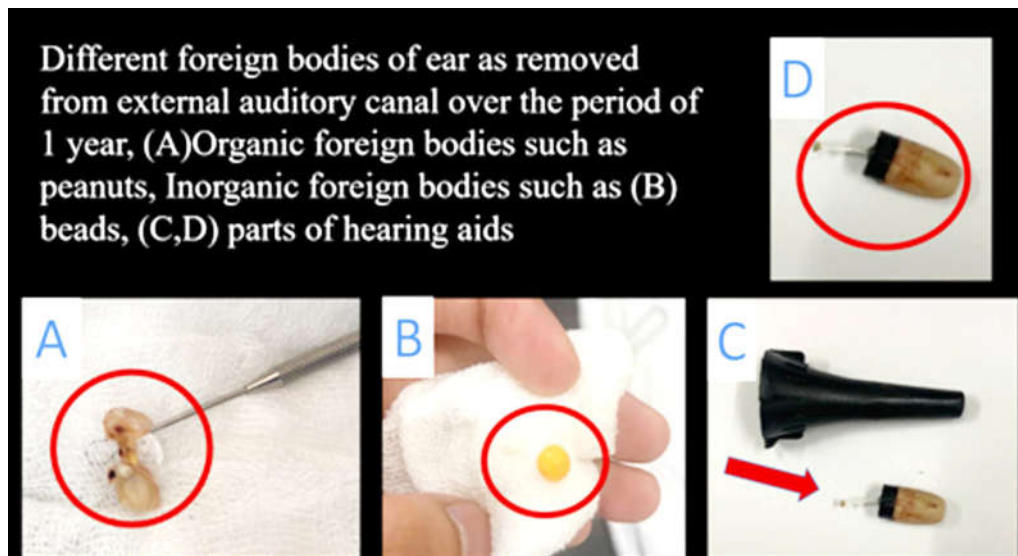 Different foreign bodies of ear as removed
from external auditory canal over the period of
1 year, (A)Organic foreign bodies such as
peanuts, Inorganic foreign bodies such as (B)
beads, (C,D) parts of hearing aids
D
A
B
C